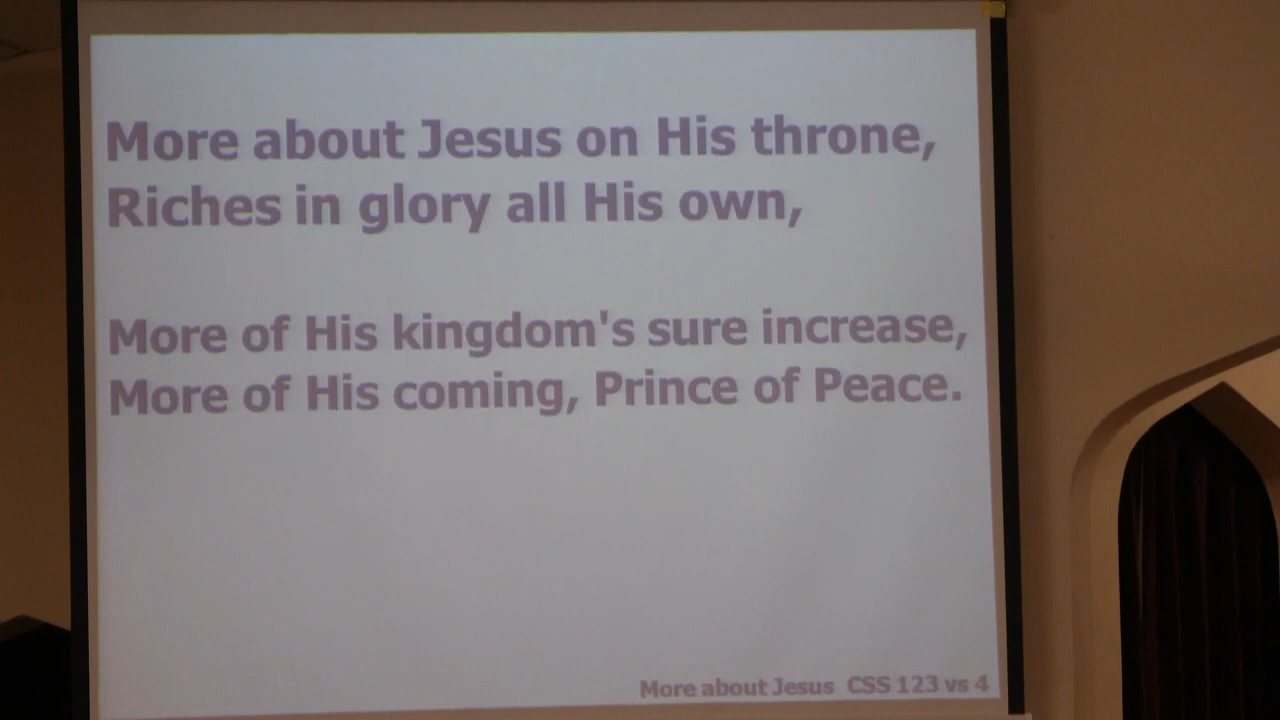 More about Jesus on His throne,
Riches in glory all His own,
More of His kingdom's sure increase,
More of His coming, Prince of Peace.
More about Jesus CSS 123 vs 4